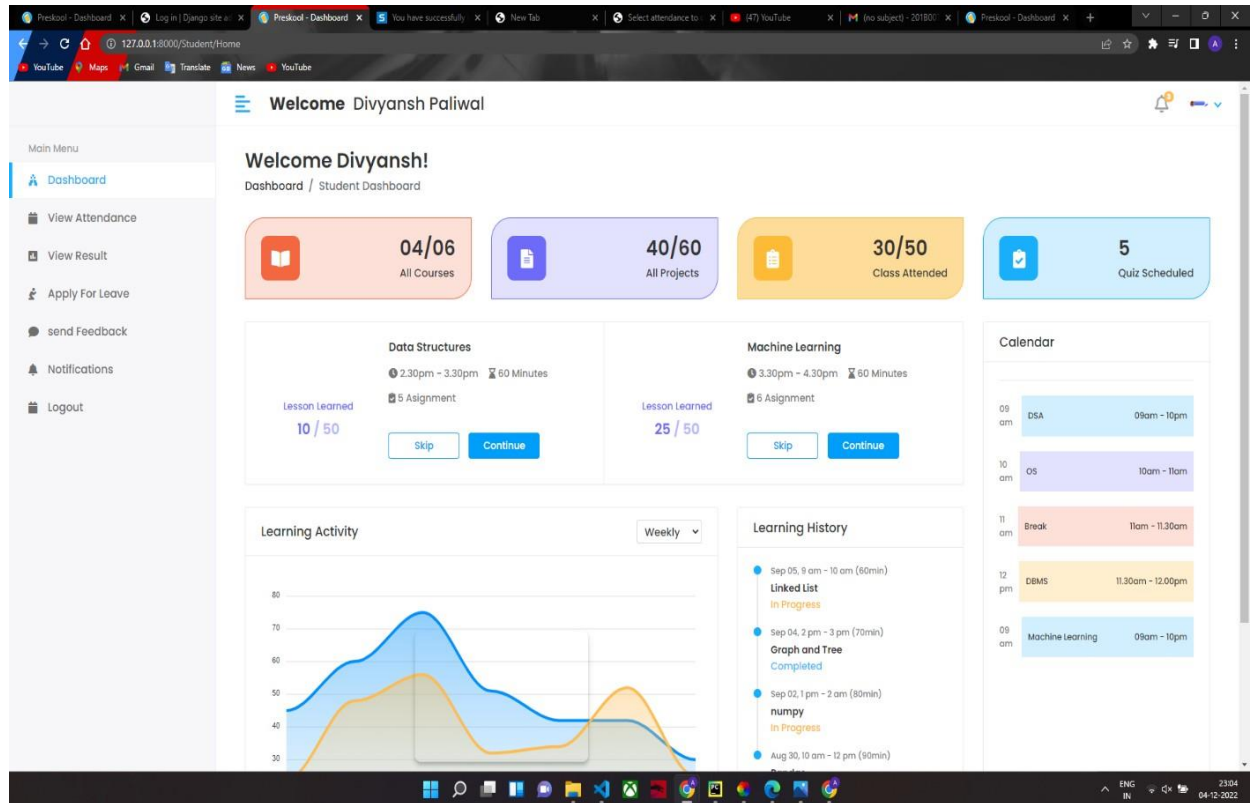 Preskool - Dashboard
Log in | Django site a
Preskool - Dashboard
You have successfully
New Tab
Select attendance to
(47) YouTube
(no subject) - 201800
Preskool - Dashboard
127.0.0.1:8000/Student/Home
YouTube Maps Gmail Translate News YouTube
Welcome Divyansh Paliwal
Main Menu
Dashboard
View Attendance
View Result
Apply For Leave
send Feedback
Notifications
Logout
Welcome Divyansh!
Dashboard / Student Dashboard
04/06
All Courses
40/60
All Projects
30/50
Class Attended
5
Quiz Scheduled
Lesson Learned
10 / 50
Data Structures
2.30pm - 3.30pm 60 Minutes
5 Asignment
Skip Continue
Lesson Learned
25 / 50
Machine Learning
3.30pm - 4.30pm 60 Minutes
6 Asignment
Skip Continue
Calendar
09 am DSA 09am - 10pm
10 am OS 10am - 11am
11 am Break 11am - 11.30am
12 pm DBMS 11.30am - 12.00pm
09 am Machine Learning 09am - 10pm
Learning Activity Weekly
80
70
60
50
40
30
Learning History
Sep 05, 9 am - 10 am (60min)
Linked List
In Progress
Sep 04, 2 pm - 3 pm (70min)
Graph and Tree
Completed
Sep 02, 1 pm - 2 am (80min)
numpy
In Progress
Aug 30, 10 am - 12 pm (90min)
ENG
IN
23:04
04-12-2022